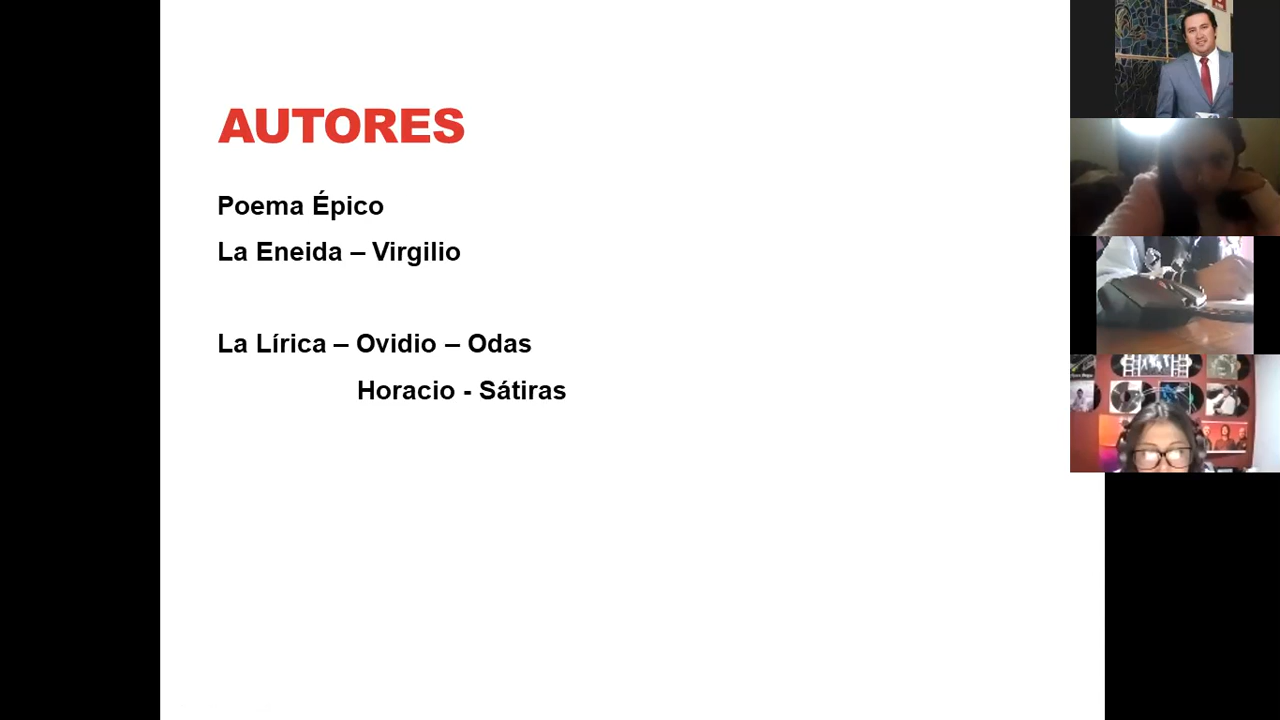 AUTORES
Poema Épico
La Eneida – Virgilio
La Lírica – Ovidio – Odas
Horacio - Sátiras